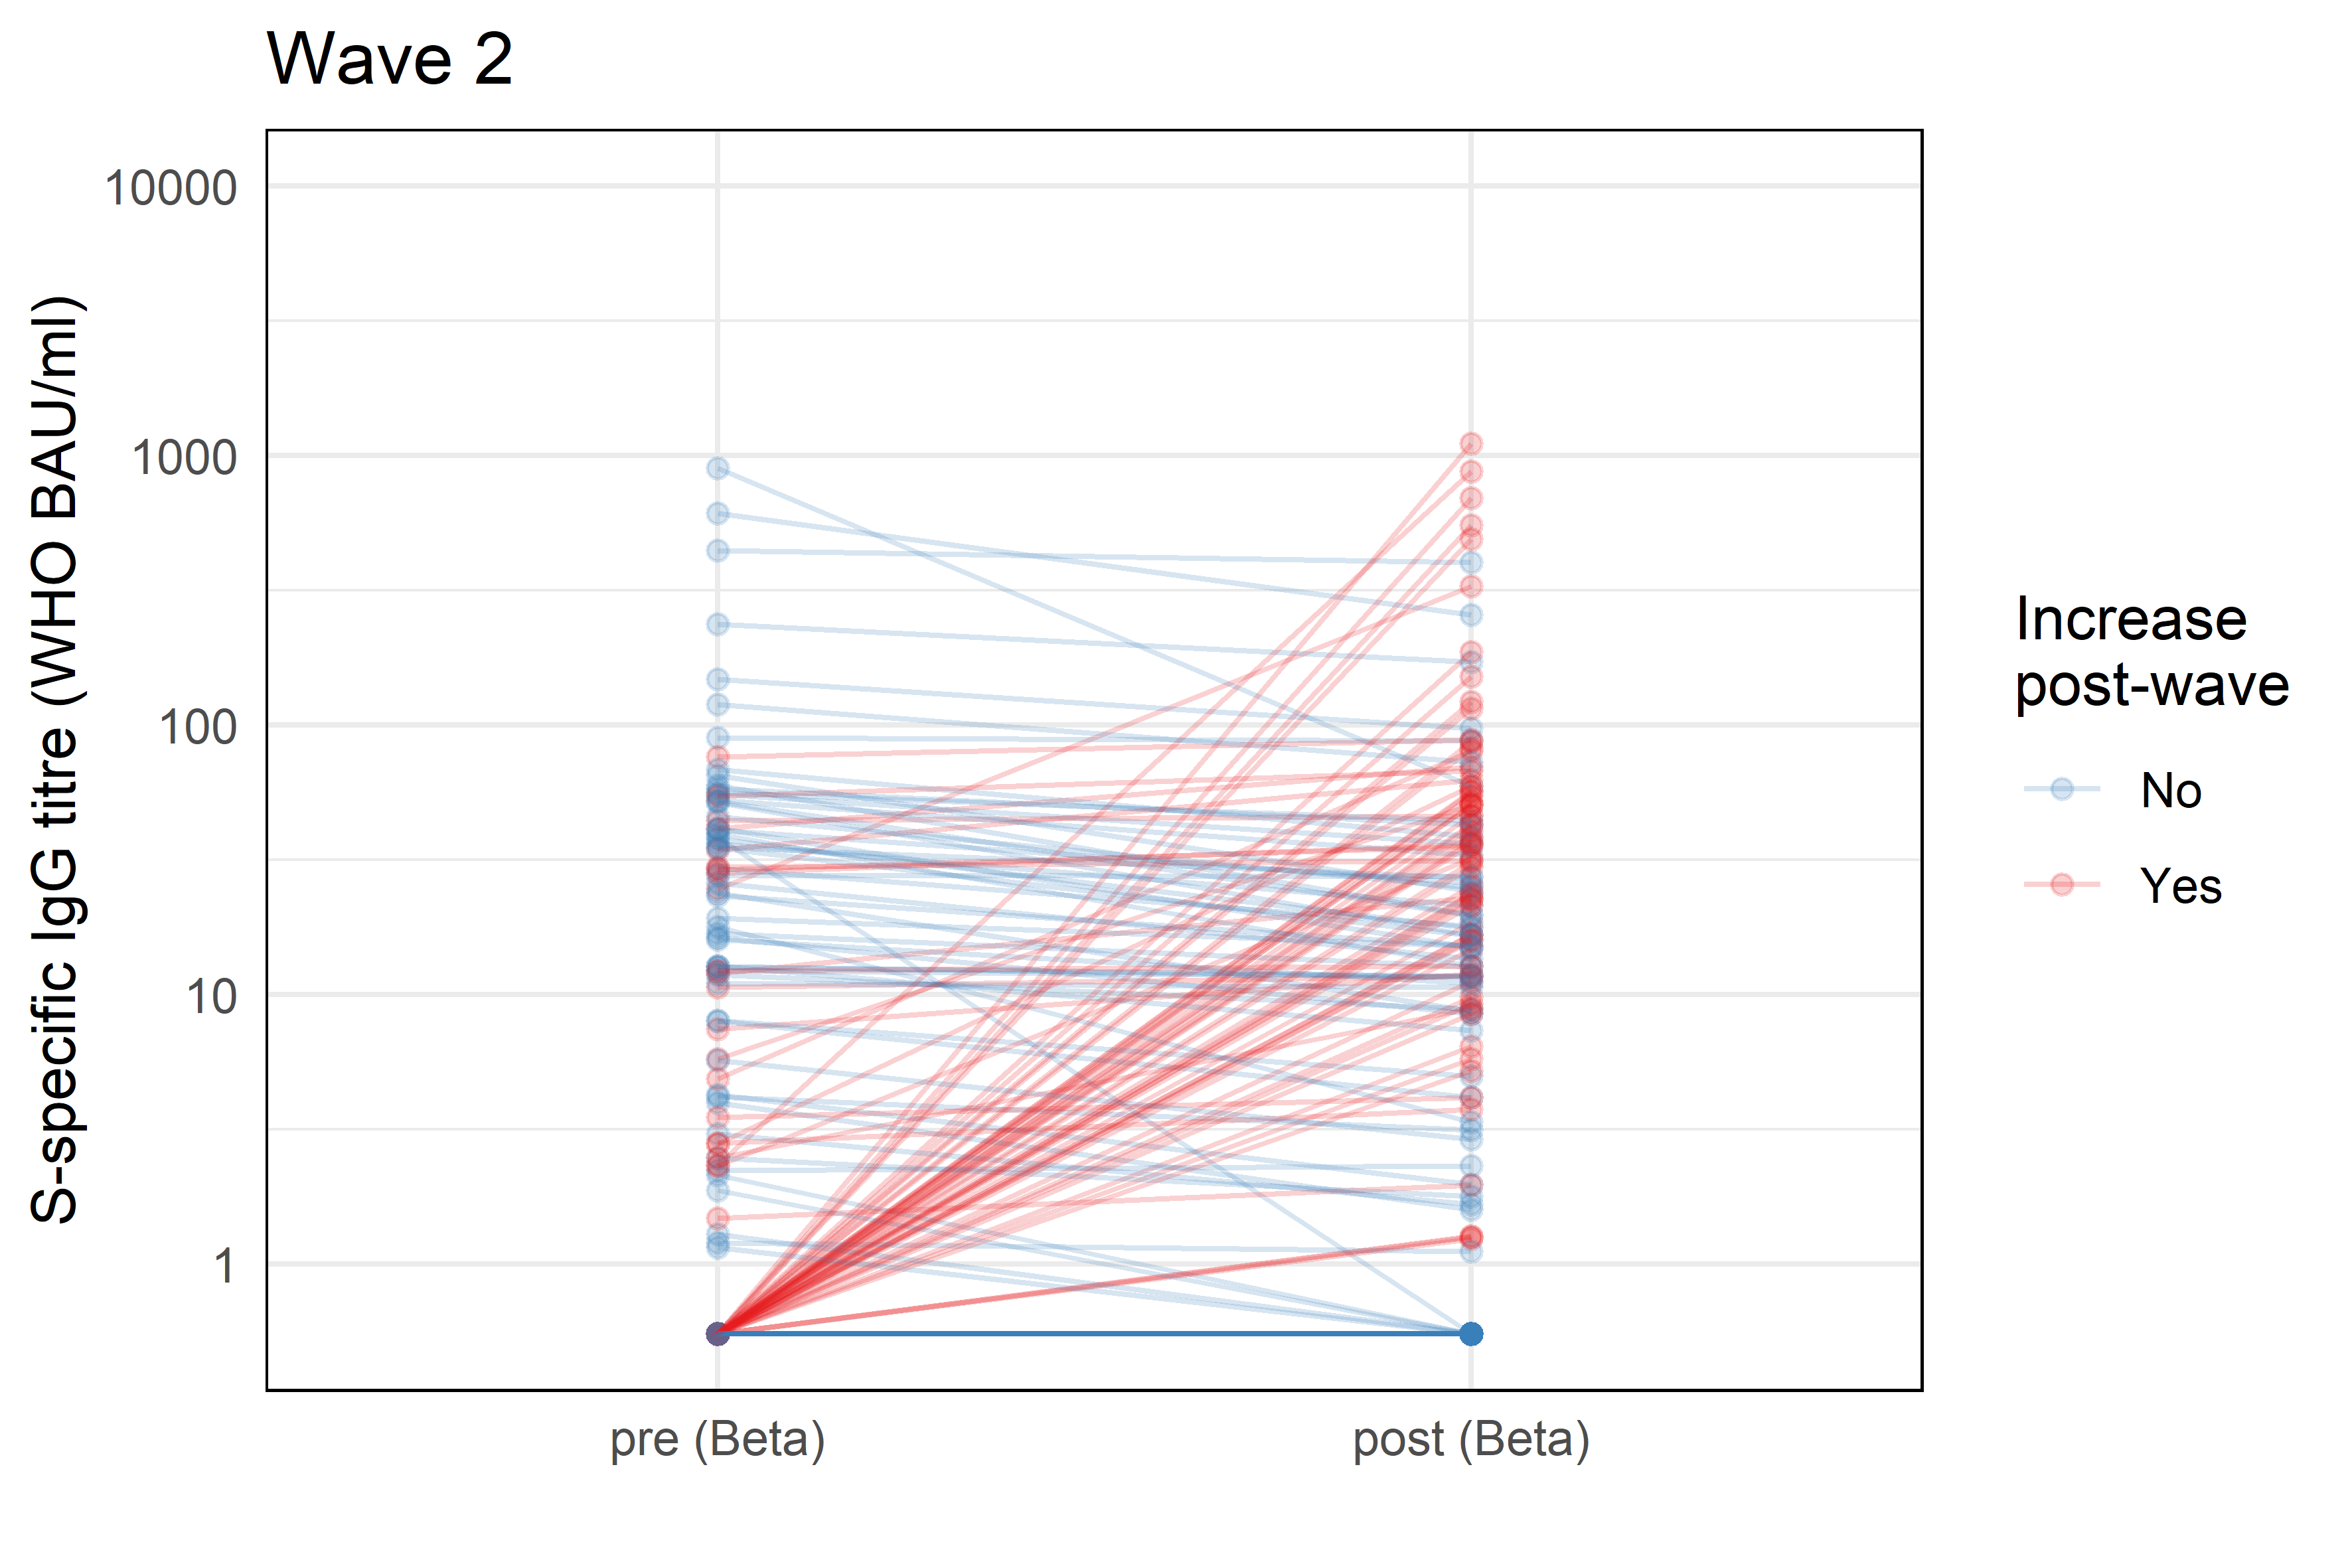 Wave 2
S-specific IgG titre (WHO BAU/ml)
10000
1000
100
10
1
pre (Beta)
post (Beta)
Increase
post-wave
No
Yes